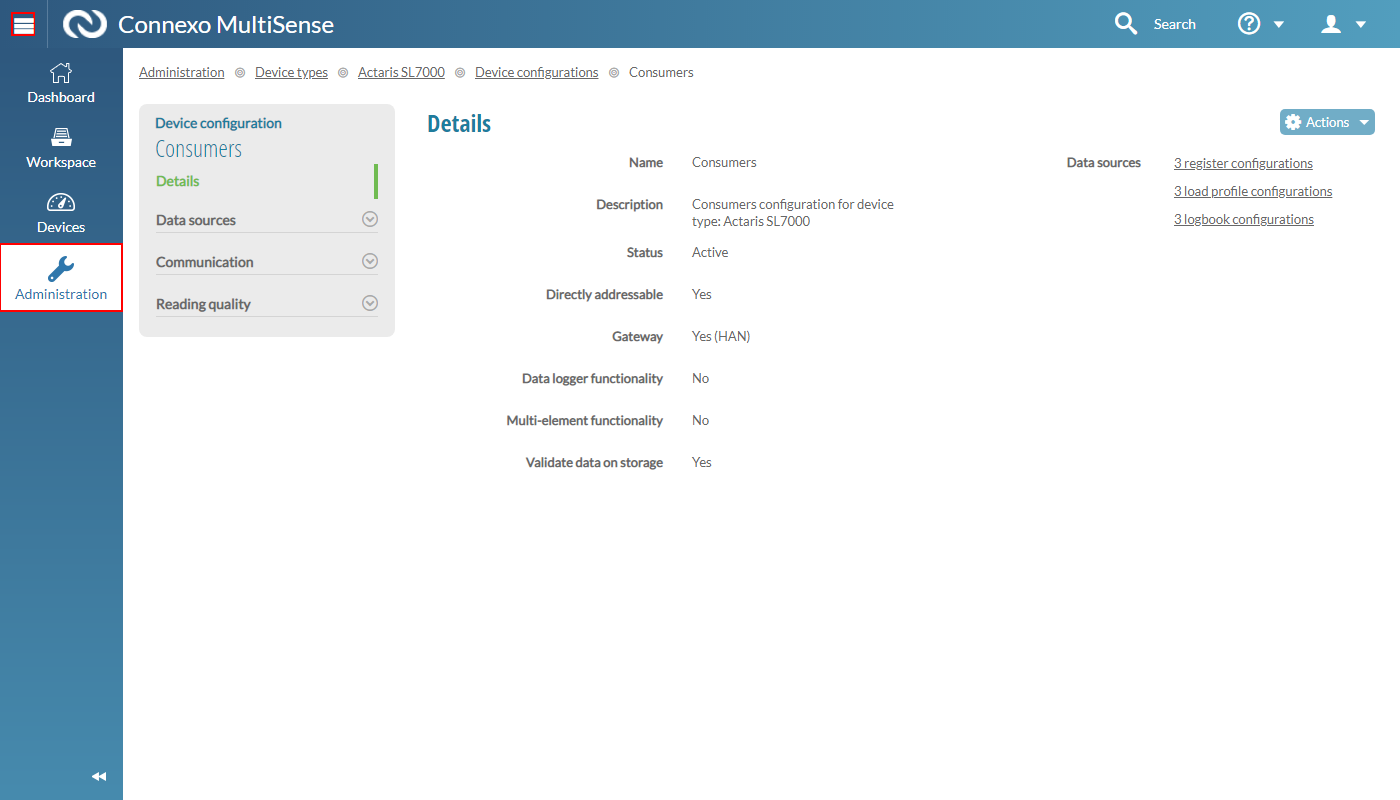 Connexo MultiSense
Search
Dashboard
Workspace
Devices
Administration
Administration Device types Actaris SL7000 Device configurations Consumers
Device configuration
Consumers
Details
Data sources
Communication
Reading quality
Details
Actions
Name Consumers
Description Consumers configuration for device
type: Actaris SL7000
Status Active
Directly addressable Yes
Gateway Yes (HAN)
Data logger functionality No
Multi-element functionality No
Validate data on storage Yes
Data sources 3 register configurations
3 load profile configurations
3 logbook configurations